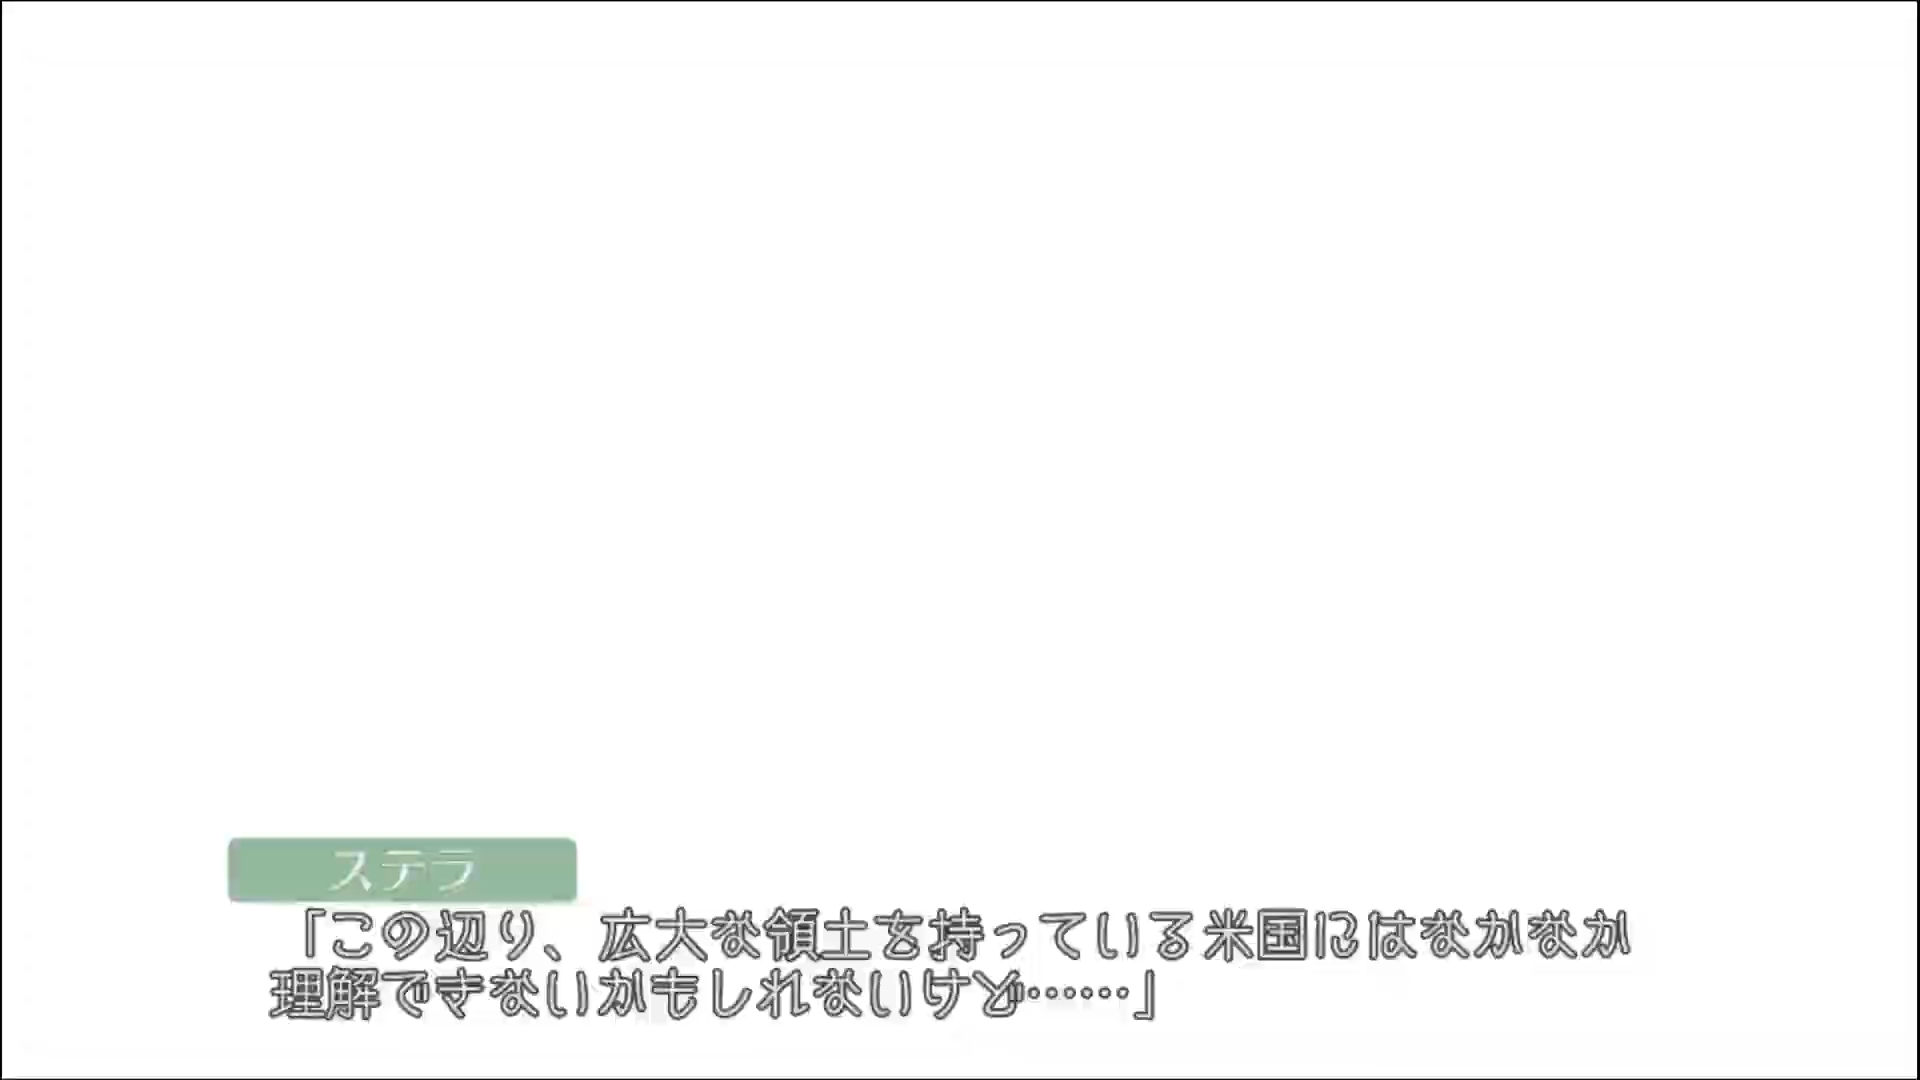 ステラ
「この辺り、広大な領土を持っている米国にはなかなか
理解できないかもしれないけど……」